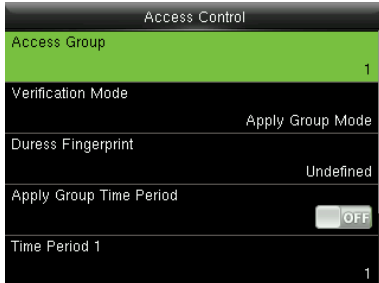 Access Control
Access Group
1
Verification Mode
Apply Group Mode
Duress Fingerprint
Undefined
Apply Group Time Period
OFF
Time Period 1
1